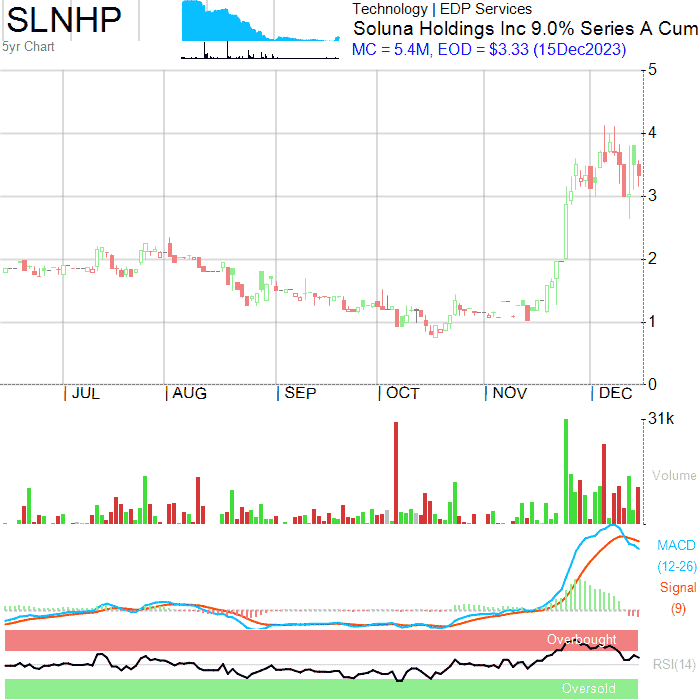 SLNHP
5yr Chart
Technology | EDP Services
Soluna Holdings Inc 9.0% Series A Cum
MC = 5.4M, EOD = $3.33 (15Dec2023)
5
4
3
2
1
0
JUL AUG SEP OCT NOV DEC
31k
Volume
MACD
(12-26)
Signal
(9)
Overbought
RSI(14)
Oversold